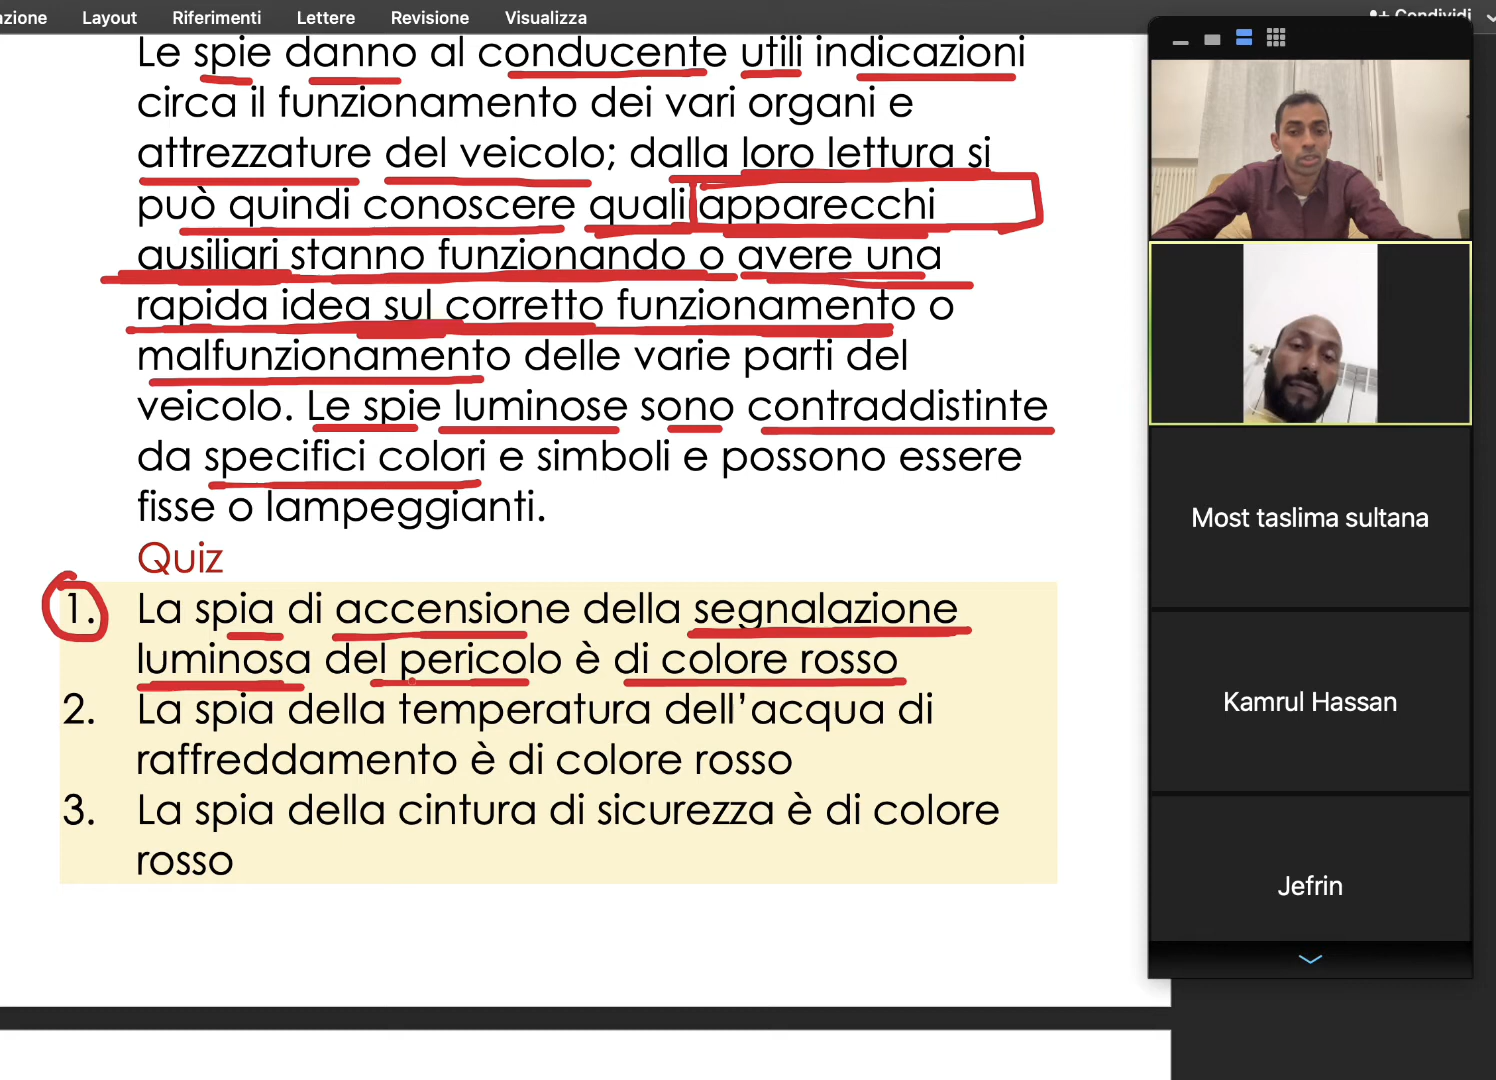 Layout Riferimenti Lettere Revisione Visualizza
Le spie danno al conducente utili indicazioni
circa il funzionamento dei vari organi e
attrezzature del veicolo; dalla loro lettura si
può quindi conoscere quali apparecchi
ausiliari stanno funzionando o avere una
rapida idea sul corretto funzionamento o
malfunzionamento delle varie parti del
veicolo. Le spie luminose sono contraddistinte
da specifici colori e simboli e possono essere
fisse o lampeggianti.
Quiz
1. La spia di accensione della segnalazione
luminosa del pericolo è di colore rosso
2. La spia della temperatura dell’acqua di
raffreddamento è di colore rosso
3. La spia della cintura di sicurezza è di colore
rosso
Most taslima sultana
Kamrul Hassan
Jefrin